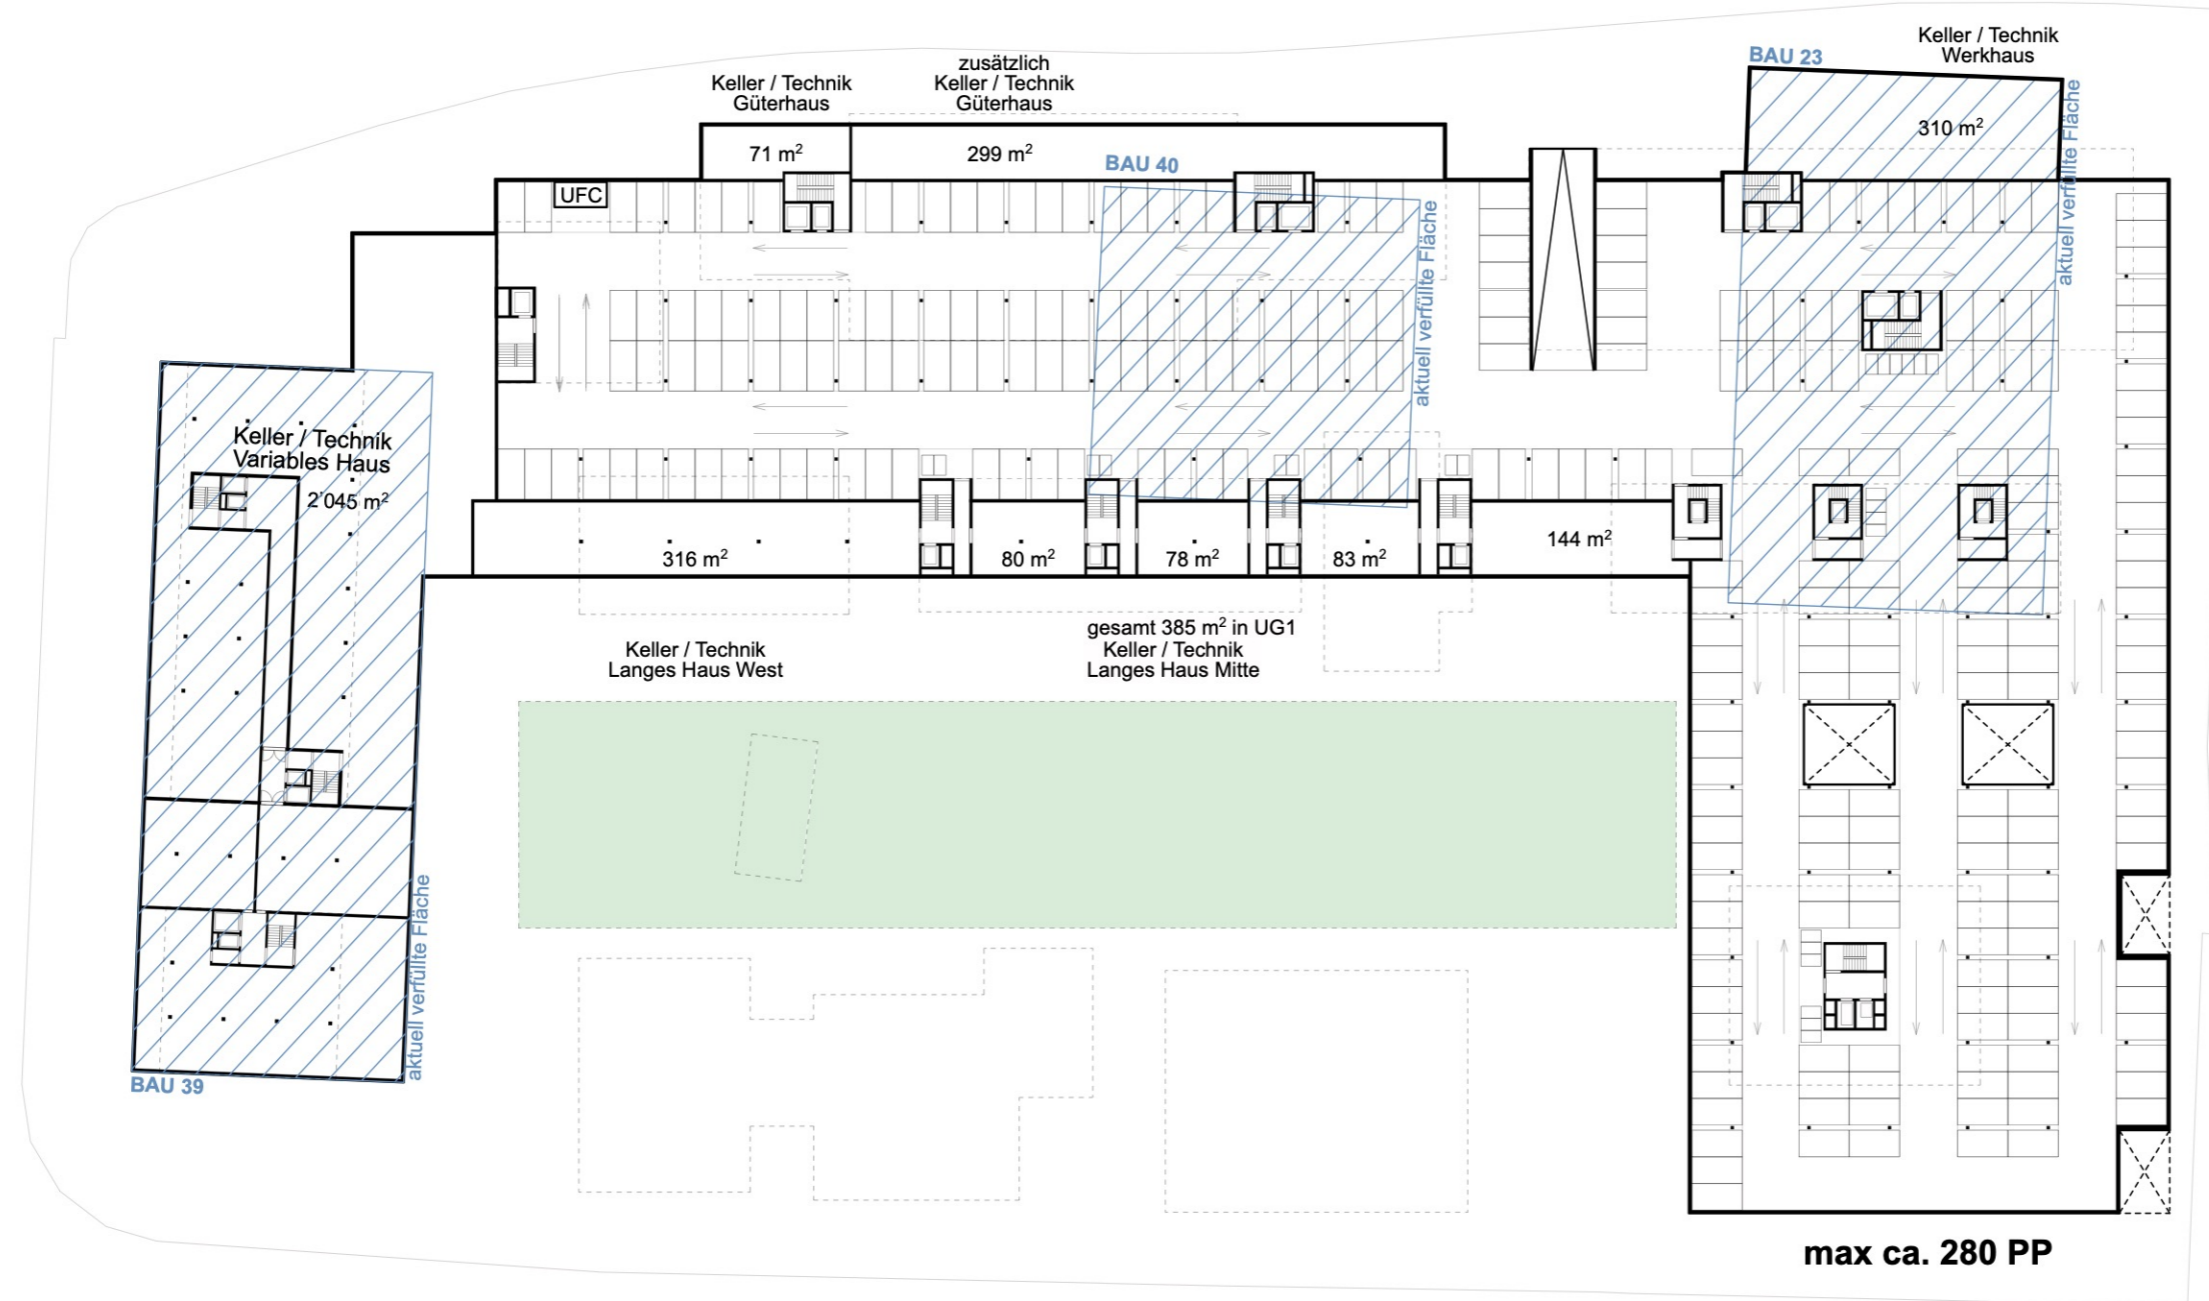 Keller / Technik
Werkhaus
BAU 23
zusätzlich
Keller / Technik
Güterhaus
Keller / Technik
Güterhaus
aktuell verfüllte Fläche
310 m²
71 m²
299 m²
BAU 40
UFC
aktuell verfüllte Fläche
Keller / Technik
Variables Haus
2'045 m²
316 m²
80 m²
78 m²
83 m²
144 m²
gesamt 385 m² in UG1
Keller / Technik
Langes Haus Mitte
Keller / Technik
Langes Haus West
aktuell verfüllte Fläche
BAU 39
max ca. 280 PP